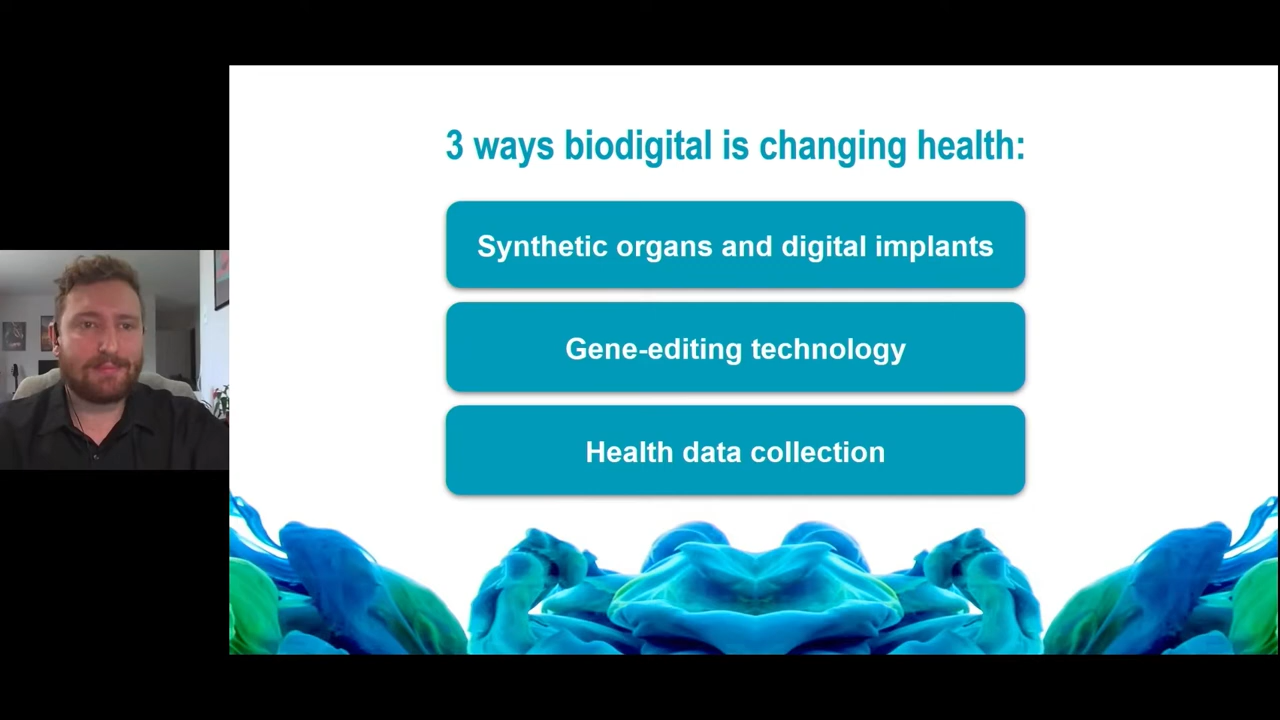 3 ways biodigital is changing health:
Synthetic organs and digital implants
Gene-editing technology
Health data collection